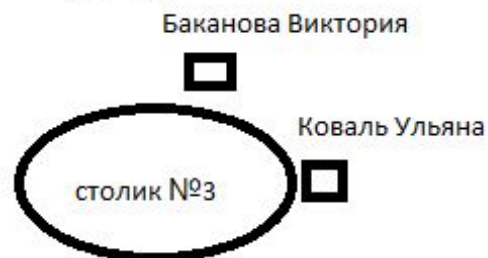 Баканова Виктория
Коваль Ульяна
столик №3